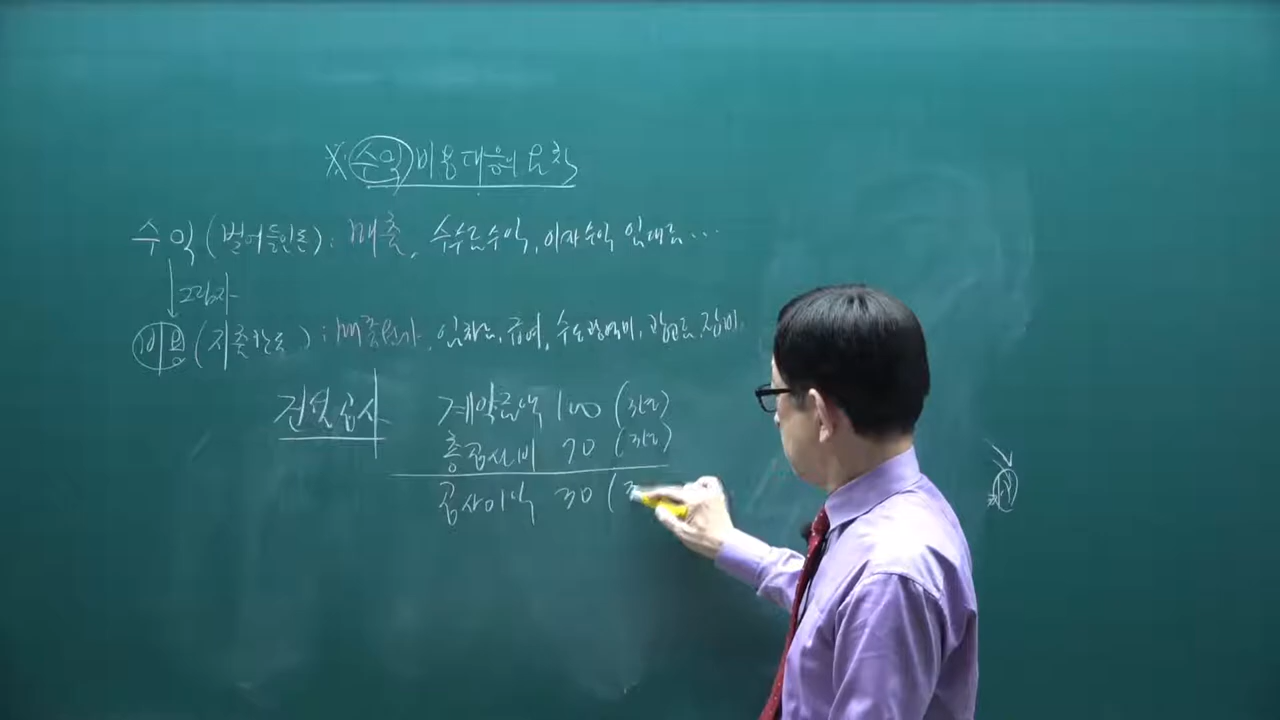 ※ 수익 비용 대응의 원칙
수익 (벌어들인돈) : 매출, 수수료수익, 이자수익, 임대료 ...
그림자
비용 (지출한돈) : 매출원가, 임차료, 급여, 수도광열비, 광고료, 잡비,
건설공사 계약금액 100 (3년)
총공사비 70 (3년)
공사이익 30 (3